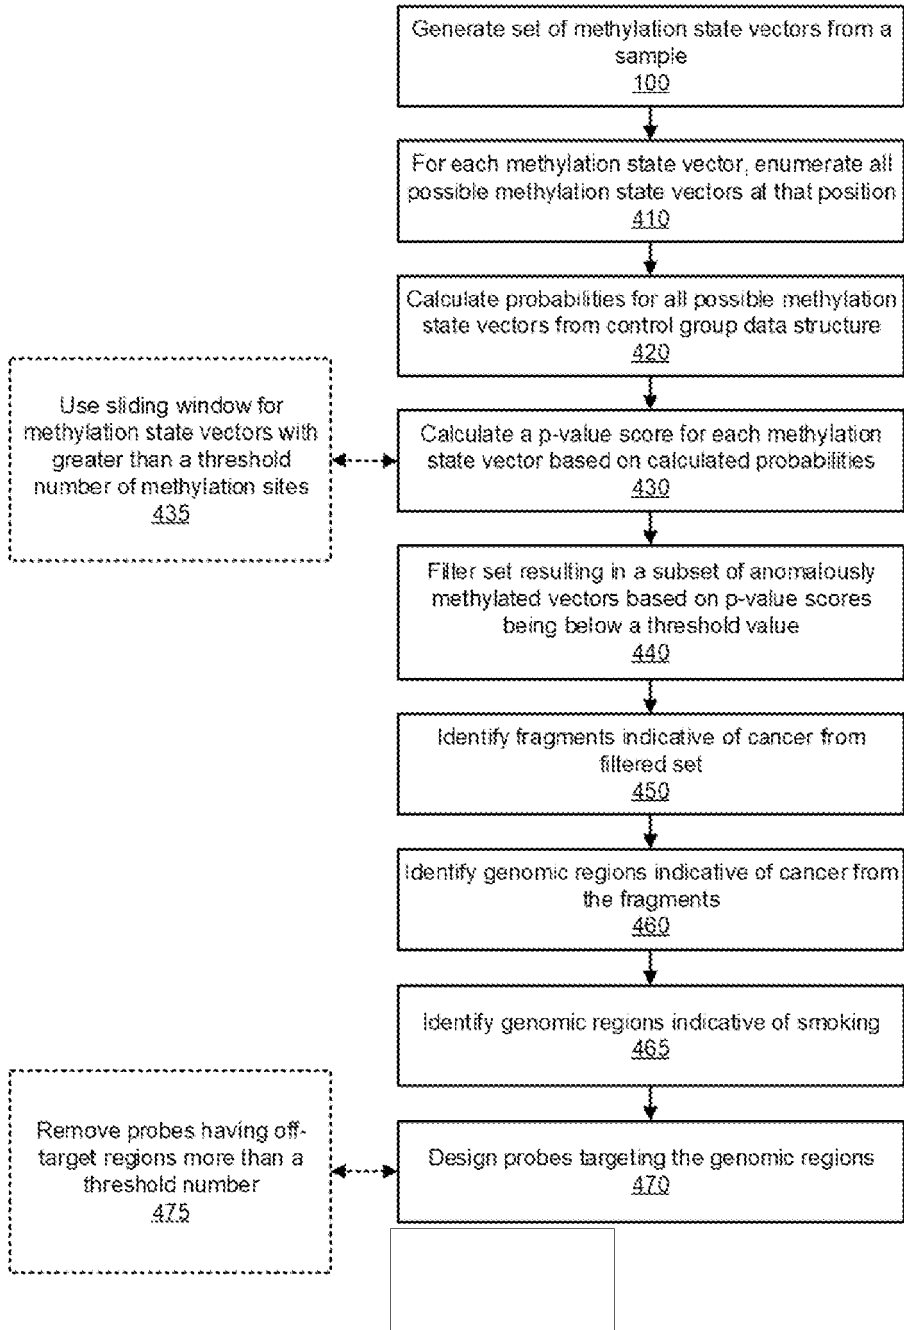 Generate set of methylation state vectors from a
sample
100
For each methylation state vector, enumerate all
possible methylation state vectors at that position
410
Calculate probabilities for all possible methylation
state vectors from control group data structure
420
Use sliding window for
methylation state vectors with
greater than a threshold
number of methylation sites
435
Calculate a p-value score for each methylation
state vector based on calculated probabilities
430
Filter set resulting in a subset of anomalously
methylated vectors based on p-value scores
being below a threshold value
440
Identify fragments indicative of cancer from
filtered set
450
Identify genomic regions indicative of cancer from
the fragments
460
Identify genomic regions indicative of smoking
465
Remove probes having off-
target regions more than a
threshold number
475
Design probes targeting the genomic regions
470